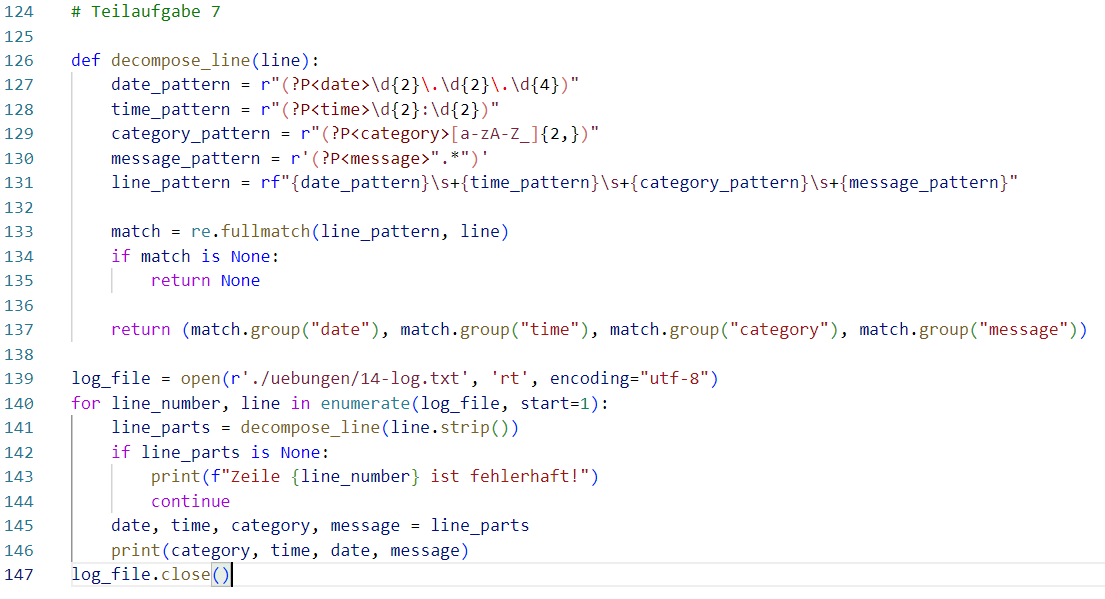 124 # Teilaufgabe 7
125
126 def decompose_line(line):
127     date_pattern = r"(?P<date>\d{2}\.\d{2}\.\d{4})"
128     time_pattern = r"(?P<time>\d{2}:\d{2})"
129     category_pattern = r"(?P<category>[a-zA-Z_]{2,})"
130     message_pattern = r'(?P<message>".*")'
131     line_pattern = rf"{date_pattern}\s+{time_pattern}\s+{category_pattern}\s+{message_pattern}"
132
133     match = re.fullmatch(line_pattern, line)
134     if match is None:
135         return None
136
137     return (match.group("date"), match.group("time"), match.group("category"), match.group("message"))
138
139 log_file = open(r'./uebungen/14-log.txt', 'rt', encoding="utf-8")
140 for line_number, line in enumerate(log_file, start=1):
141     line_parts = decompose_line(line.strip())
142     if line_parts is None:
143         print(f"Zeile {line_number} ist fehlerhaft!")
144         continue
145     date, time, category, message = line_parts
146     print(category, time, date, message)
147 log_file.close()